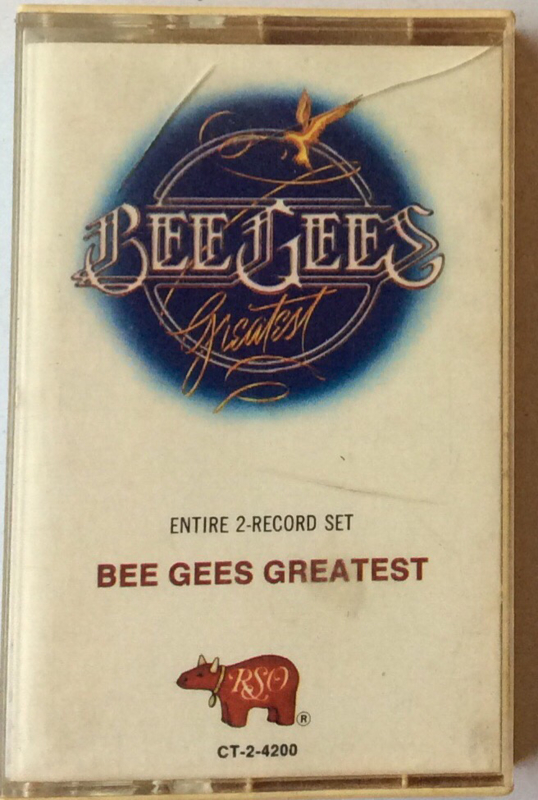 BEE GEES
Greatest
ENTIRE 2-RECORD SET
BEE GEES GREATEST
RSO
®
CT-2-4200